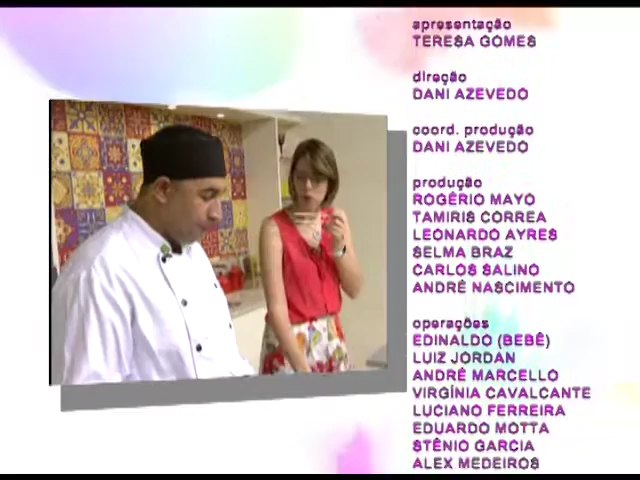 apresentação
TERESA GOMES
direção
DANI AZEVEDO
coord. produção
DANI AZEVEDO
produção
ROGÉRIO MAYO
TAMIRIS CORREA
LEONARDO AYRES
SELMA BRAZ
CARLOS SALINO
ANDRÉ NASCIMENTO
operações
EDINALDO (BEBÊ)
LUIZ JORDAN
ANDRÉ MARCELLO
VIRGÍNIA CAVALCANTE
LUCIANO FERREIRA
EDUARDO MOTTA
STÊNIO GARCIA
ALEX MEDEIROS